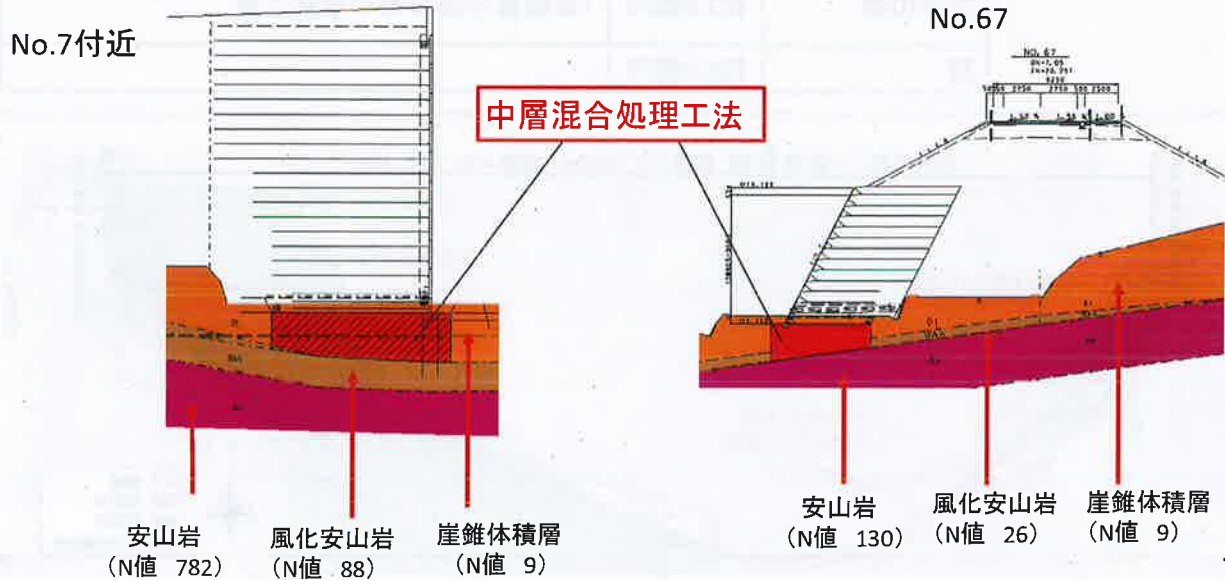 No.7付近
No.67
NO. 67
中層混合処理工法
安山岩
(N値 782)
風化安山岩
(N値 88)
崖錐体積層
(N値 9)
安山岩
(N値 130)
風化安山岩
(N値 26)
崖錐体積層
(N値 9)